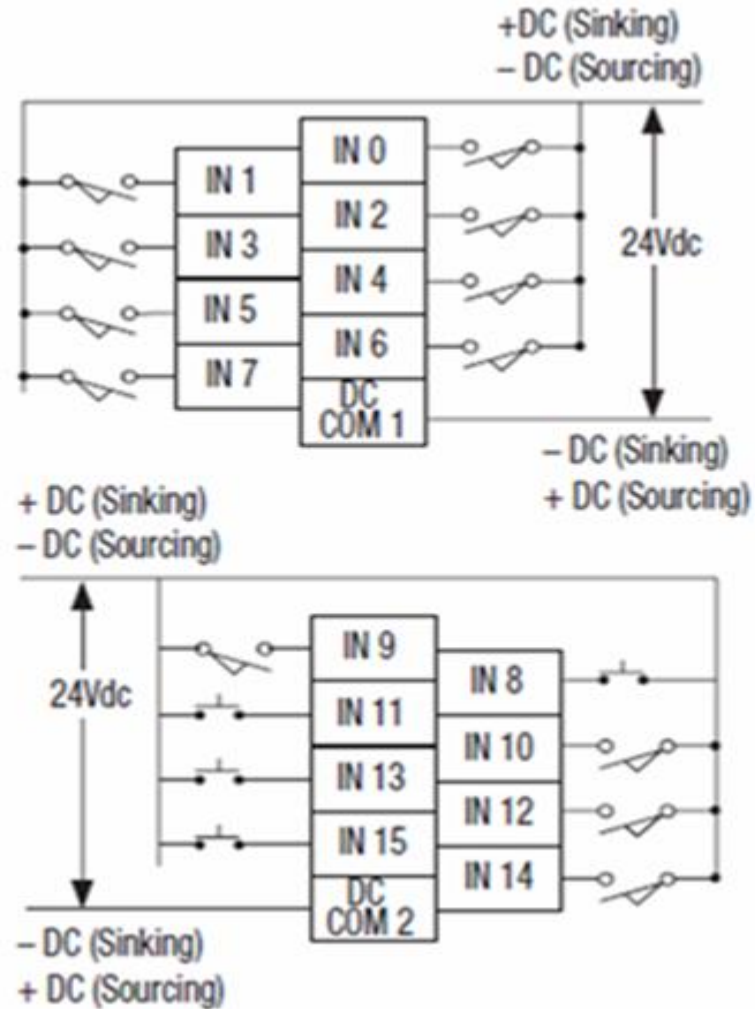 +DC (Sinking)
– DC (Sourcing)
IN 0
IN 1
IN 2
IN 3
24Vdc
IN 4
IN 5
IN 6
IN 7
DC
COM 1
– DC (Sinking)
+ DC (Sourcing)
+ DC (Sinking)
– DC (Sourcing)
IN 9
IN 8
24Vdc
IN 11
IN 10
IN 13
IN 12
IN 15
IN 14
DC
COM 2
– DC (Sinking)
+ DC (Sourcing)